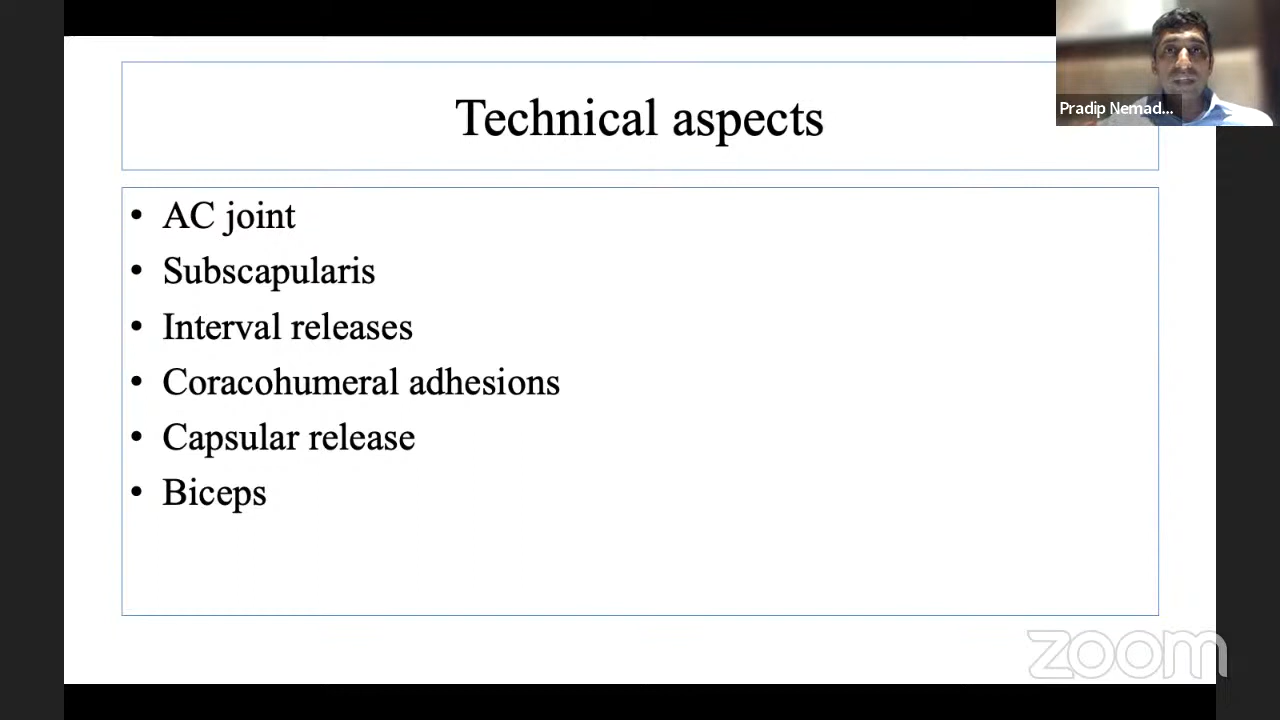 Technical aspects
Pradip Nemad...
• AC joint
• Subscapularis
• Interval releases
• Coracohumeral adhesions
• Capsular release
• Biceps
zoom